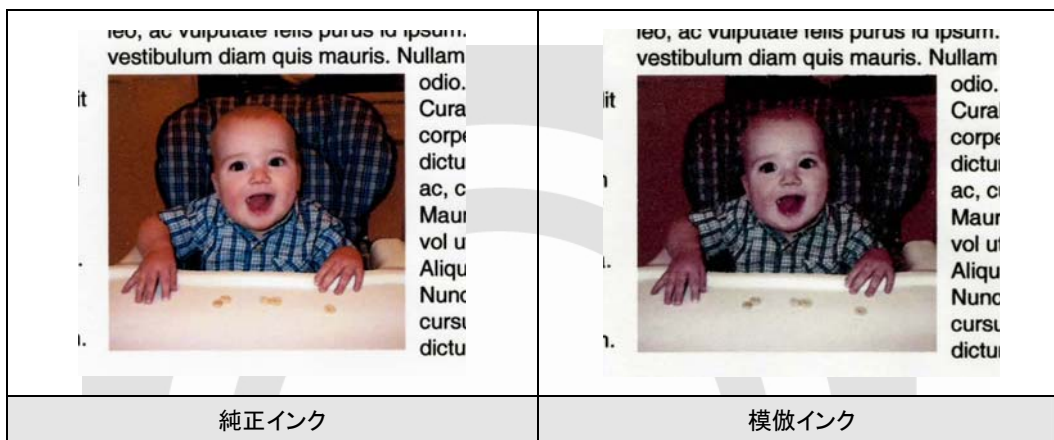 leo, ac vulputate felis purus id ipsum.
vestibulum diam quis mauris. Nullam
odio.
it
Cura
corpe
dictu
ac, c
Maur
vol u
Aliqu
Nunc
cursu
dictu
純正インク
leo, ac vulputate felis purus id ipsum.
vestibulum diam quis mauris. Nullam
odio.
lit
Cura
corpe
dictu
ac, c
Maur
vol ut
Aliqu
Nunc
cursu
dictu
模倣インク